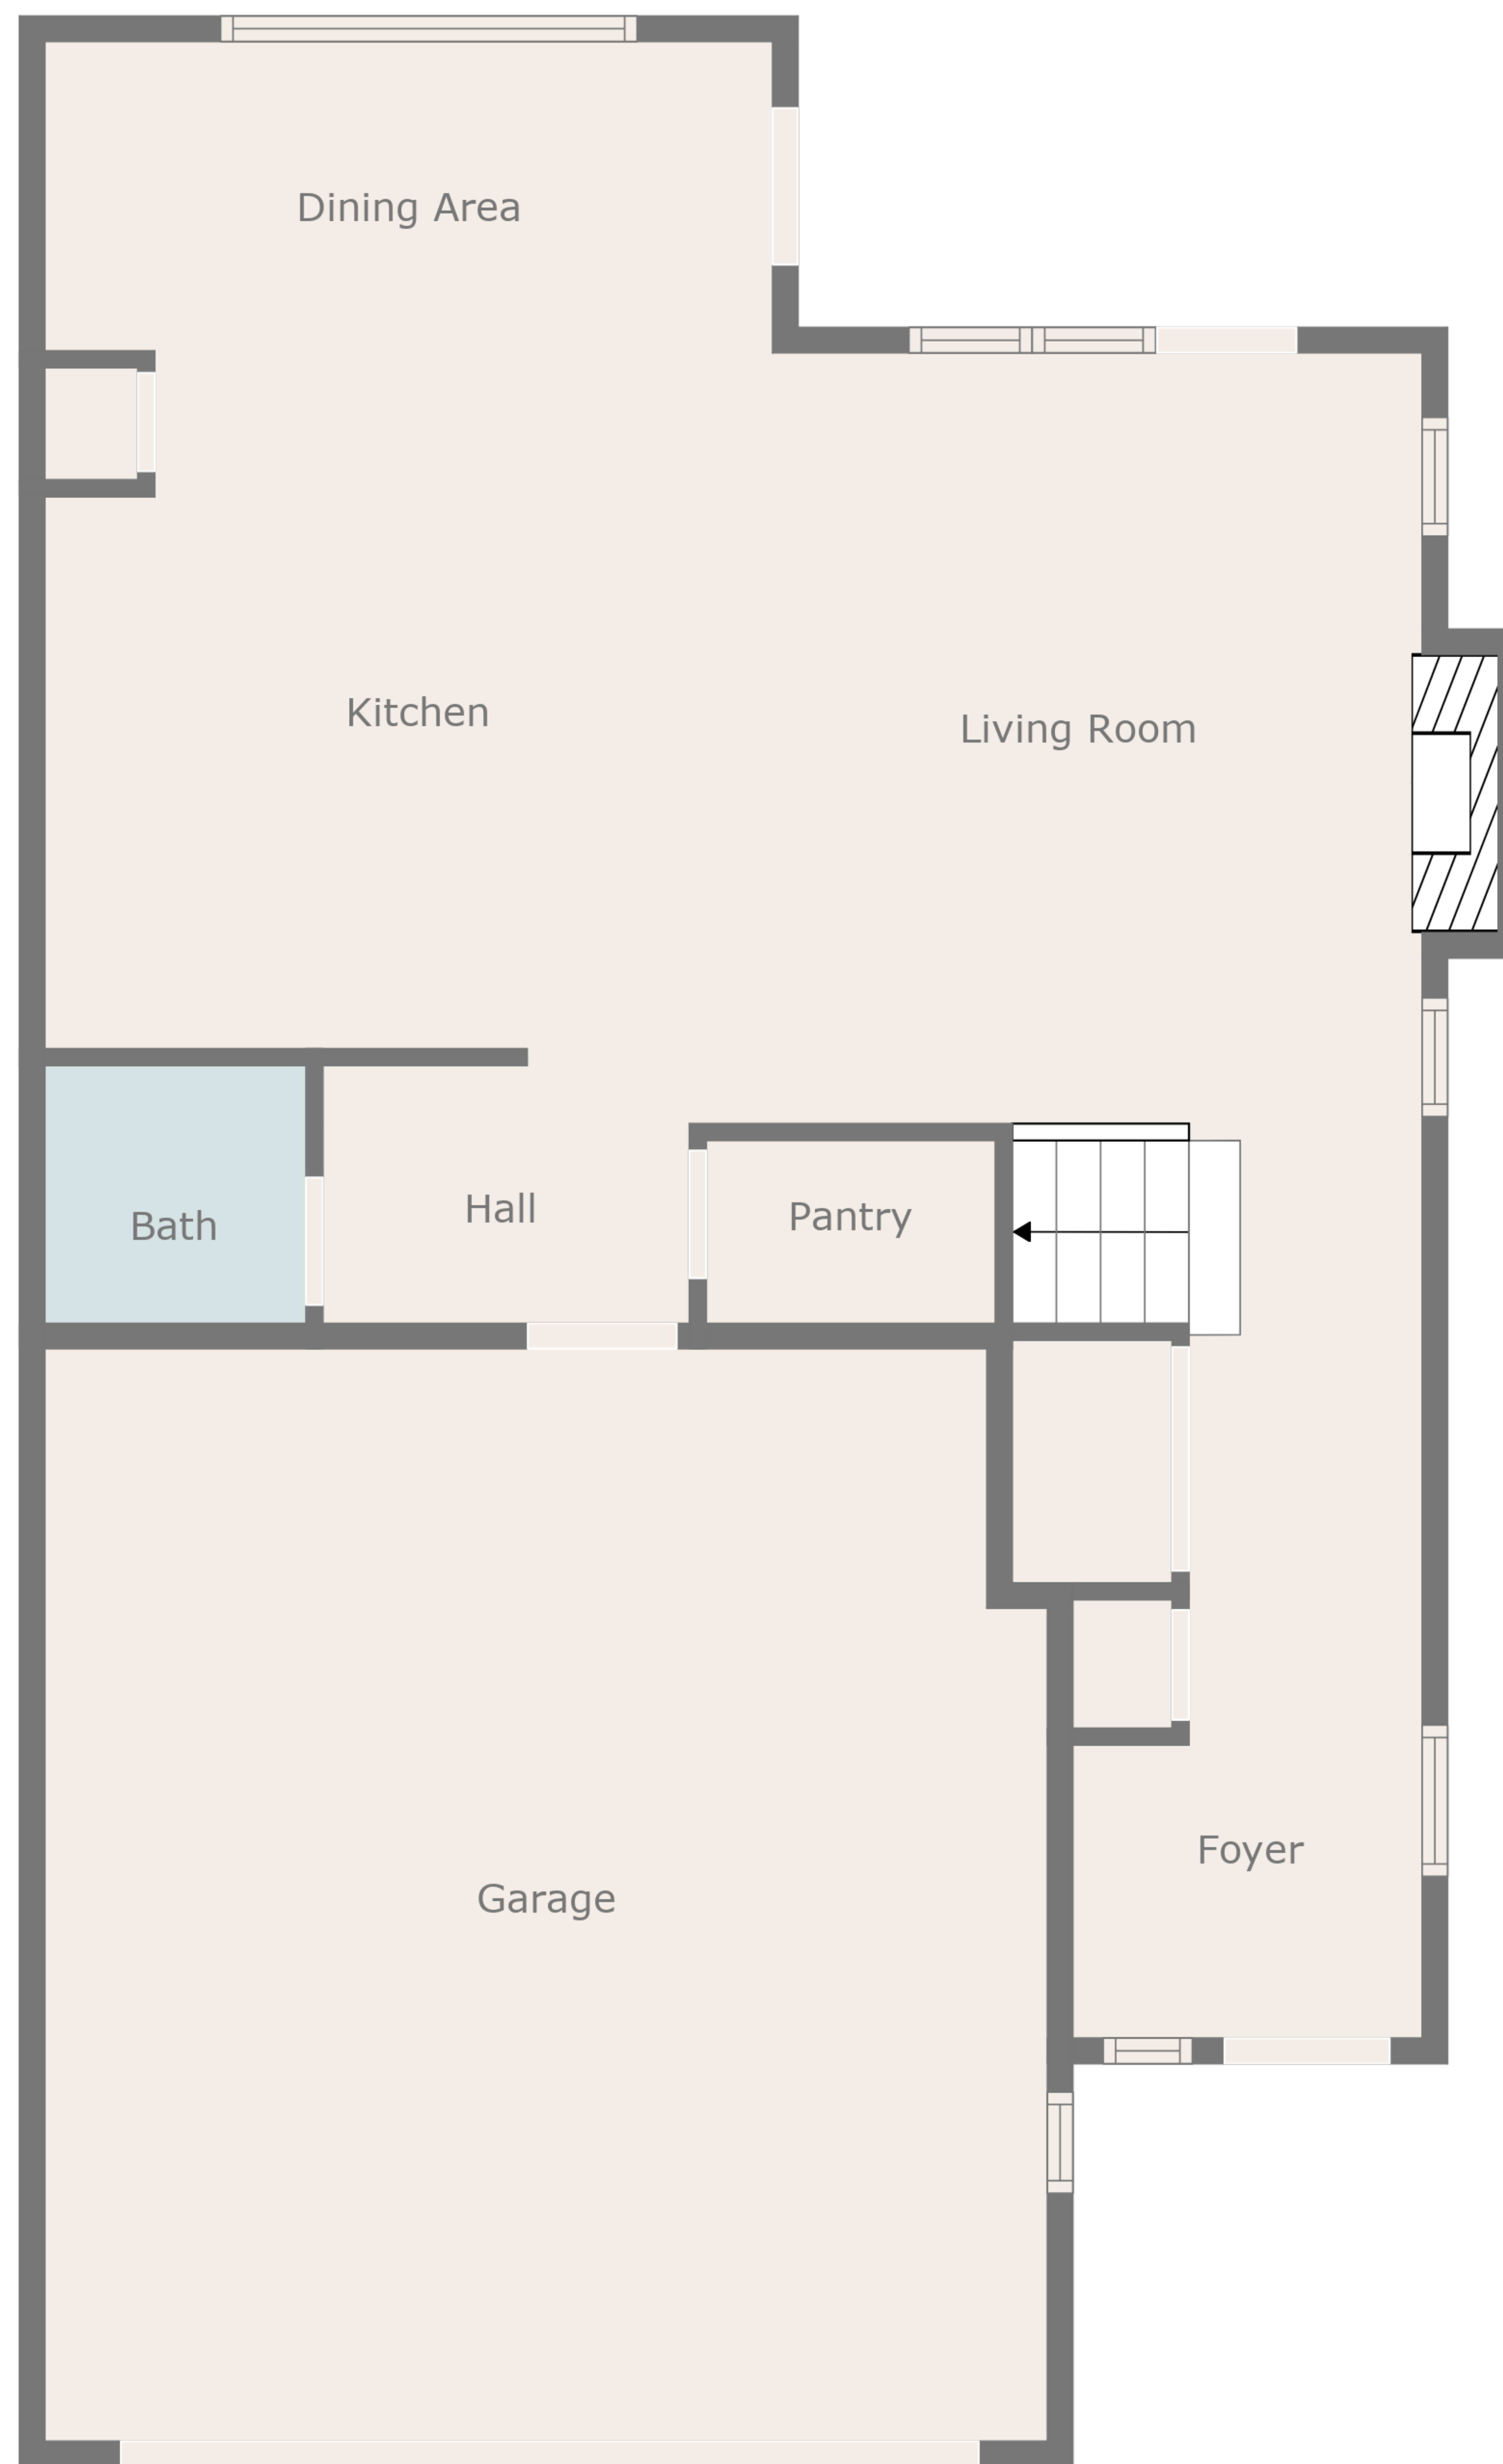 Dining Area
Kitchen
Living Room
Bath
Hall
Pantry
Garage
Foyer